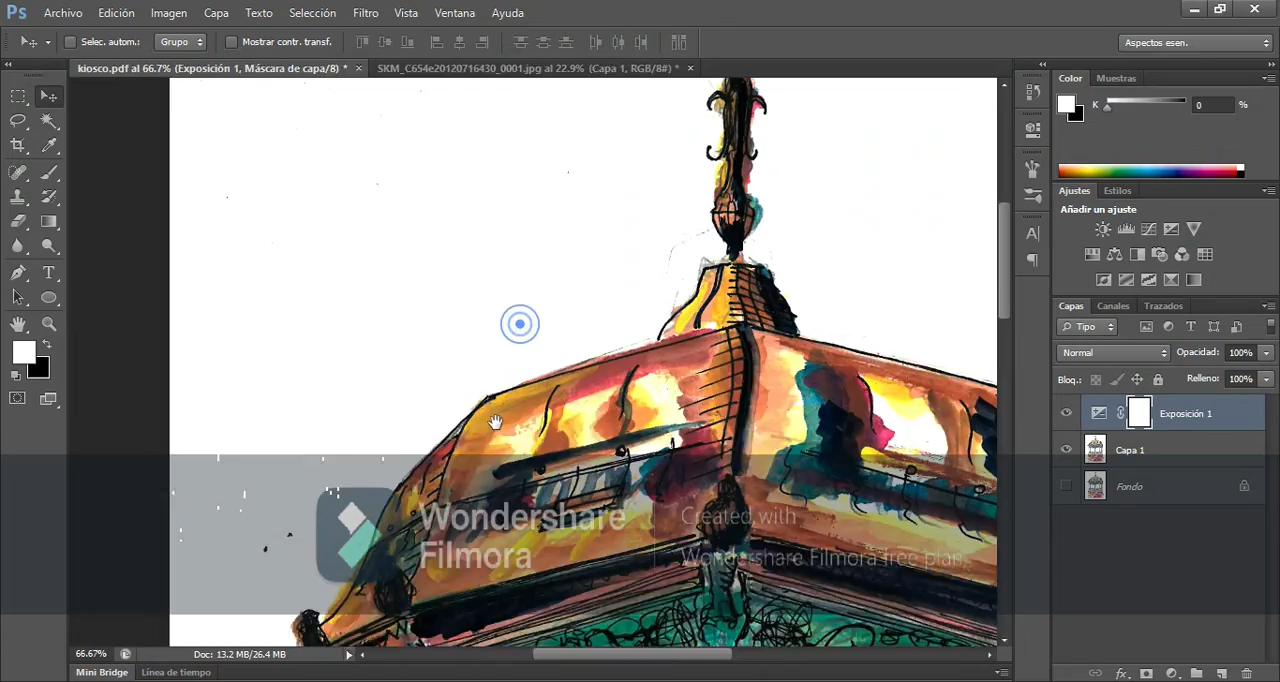 Ps Archivo Edición Imagen Capa Texto Selección Filtro Vista Ventana Ayuda
Selec. autom.: Grupo Mostrar contr. transf. Aspectos esen.
kiosco.pdf al 66.7% (Exposición 1, Máscara de capa/8) * × SKM_C654e20120716430_0001.jpg al 22.9% (Capa 1, RGB/8#) * ×
Color Muestras
K 0 %
Ajustes Estilos
Añadir un ajuste
Capas Canales Trazados
Tipo
Normal Opacidad: 100%
Bloq.: Relleno: 100%
Exposición 1
Capa 1
Fondo
Wondershare
Filmora
Created with
Wondershare Filmora free plan
66.67% Doc: 13.2 MB/26.4 MB
Mini Bridge Línea de tiempo